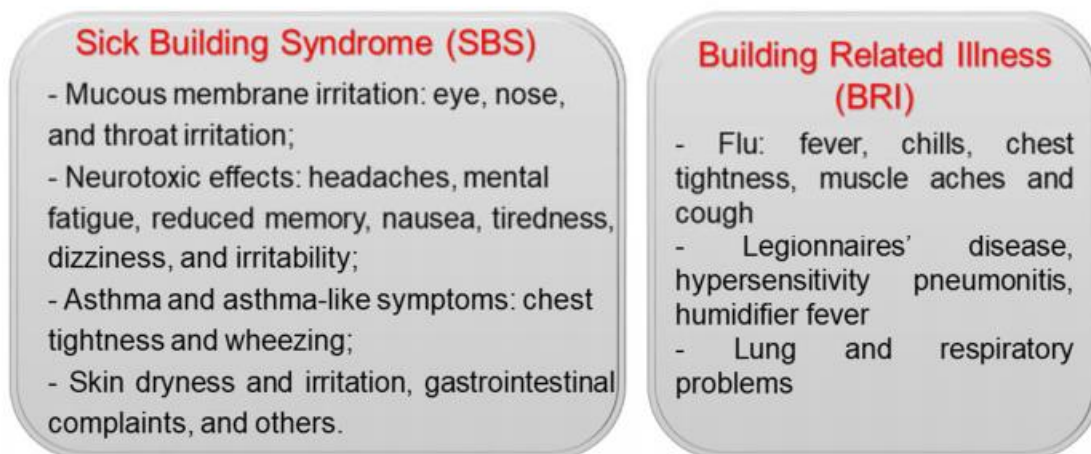 Sick Building Syndrome (SBS)
- Mucous membrane irritation: eye, nose,
and throat irritation;
- Neurotoxic effects: headaches, mental
fatigue, reduced memory, nausea, tiredness,
dizziness, and irritability;
- Asthma and asthma-like symptoms: chest
tightness and wheezing;
- Skin dryness and irritation, gastrointestinal
complaints, and others.
Building Related Illness
(BRI)
- Flu: fever, chills, chest
tightness, muscle aches and
cough
- Legionnaires’ disease,
hypersensitivity pneumonitis,
humidifier fever
- Lung and respiratory
problems